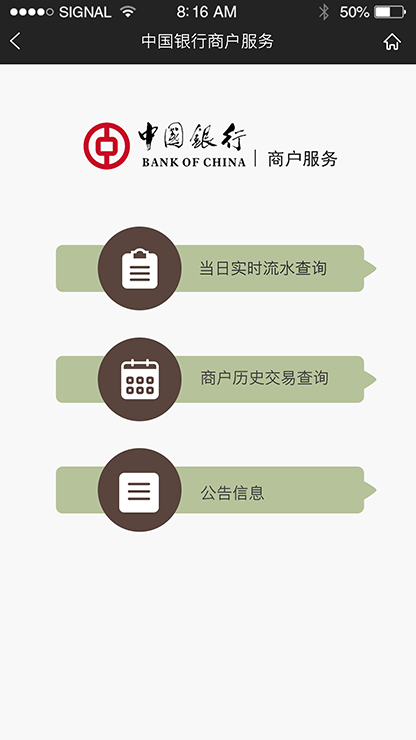 SIGNAL 8:16 AM 50%
中国银行商户服务
中国銀行
BANK OF CHINA | 商户服务
当日实时流水查询
商户历史交易查询
公告信息